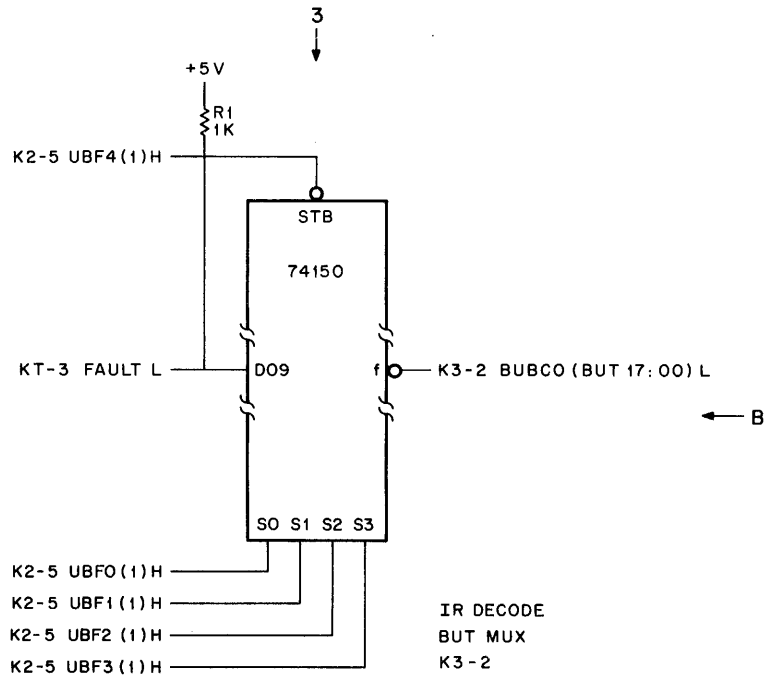 3
+5V
R1
1K
K2-5 UBF4(1)H
STB
74150
KT-3 FAULT L
D09
f
K3-2 BUBC0 (BUT 17:00) L
B
S0 S1 S2 S3
K2-5 UBF0(1)H
K2-5 UBF1(1)H
K2-5 UBF2(1)H
K2-5 UBF3(1)H
IR DECODE
BUT MUX
K3-2